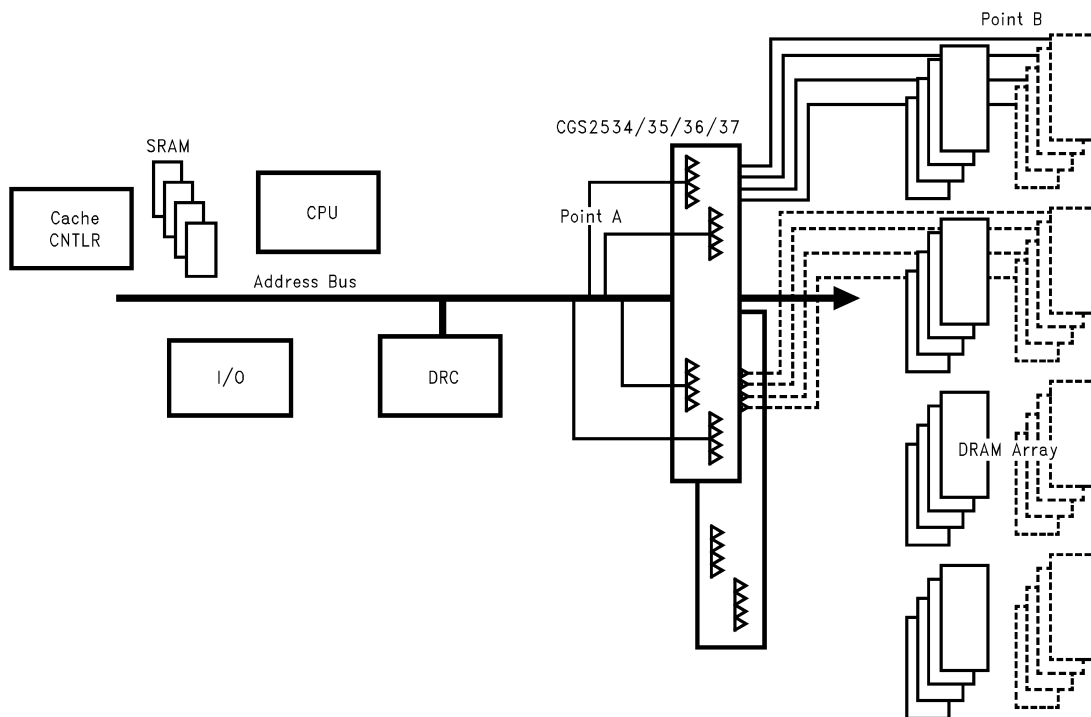 Point B
CGS2534/35/36/37
SRAM
Cache
CNTLR
CPU
Point A
Address Bus
I/O
DRC
DRAM Array